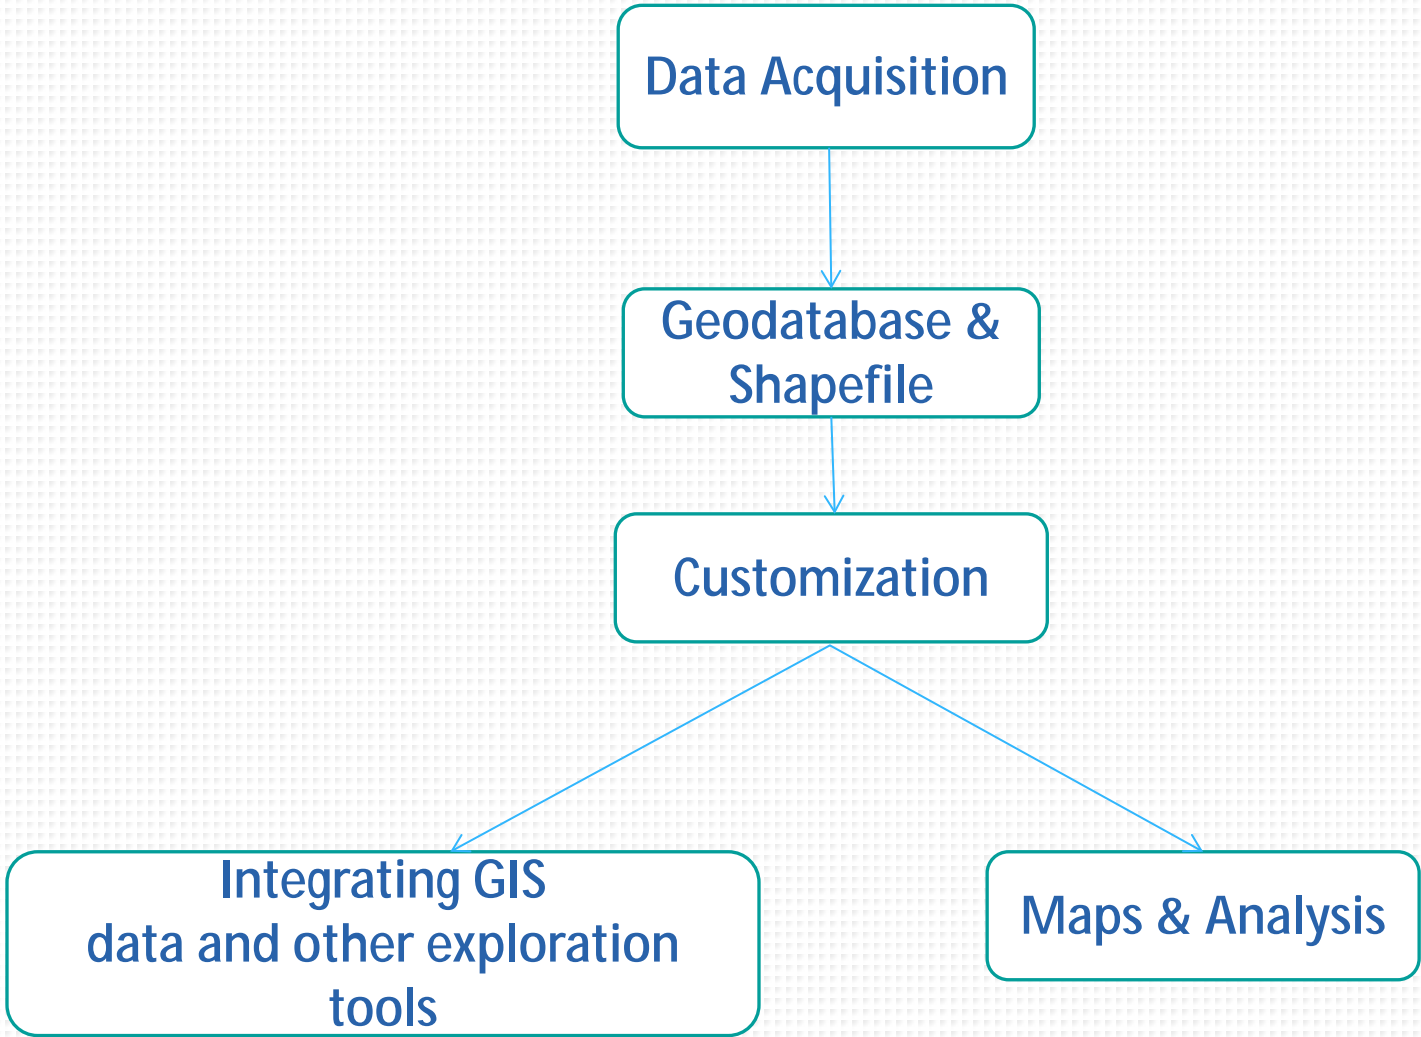 Data Acquisition
Geodatabase &
Shapefile
Customization
Integrating GIS
data and other exploration
tools
Maps & Analysis